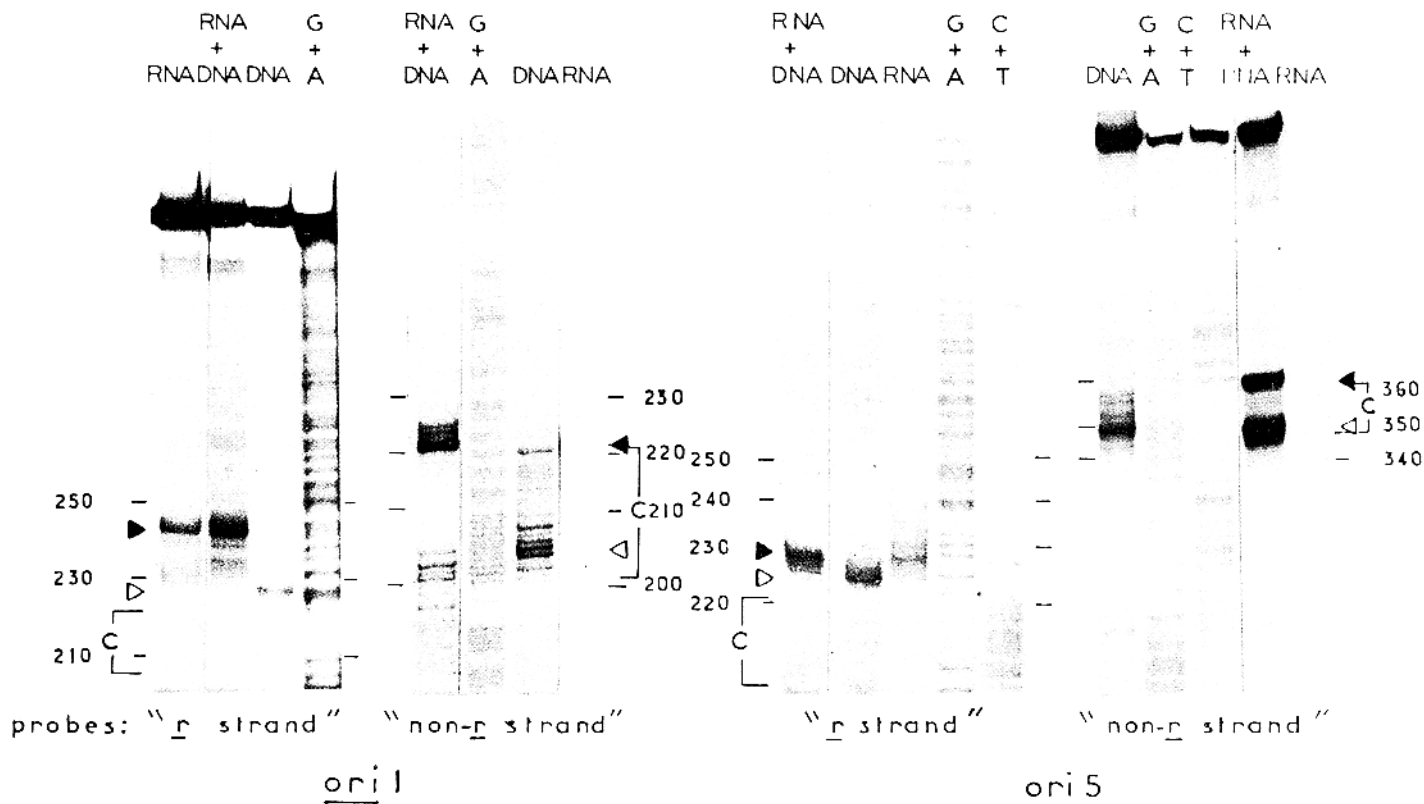 RNA G RNA G RNA G C G C RNA
+ + + + + + + + + +
RNA DNA DNA A DNA A DNA RNA DNA DNA RNA A T DNA A T DNA RNA
250
230
C
210
230
220
C 210
200
250
240
230
220
C
360
C
350
340
probes: "r strand" "non-r strand" "r strand" "non-r strand"
ori 1 ori 5